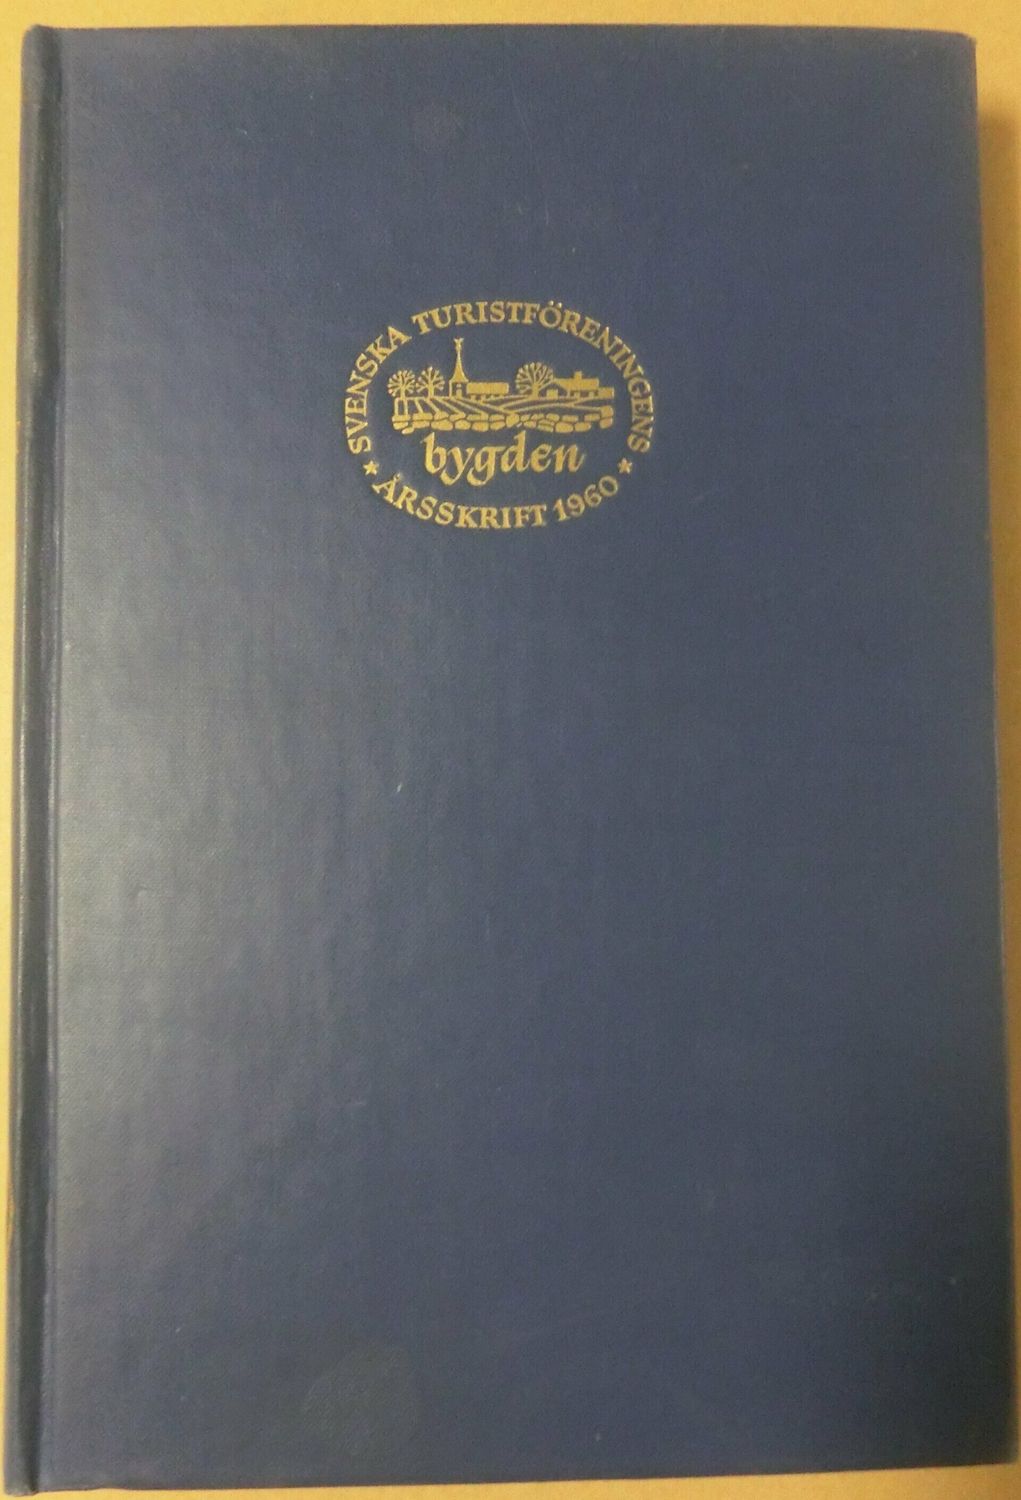 SVENSKA TURISTFÖRENINGENS
bygden
ÅRSSKRIFT 1960